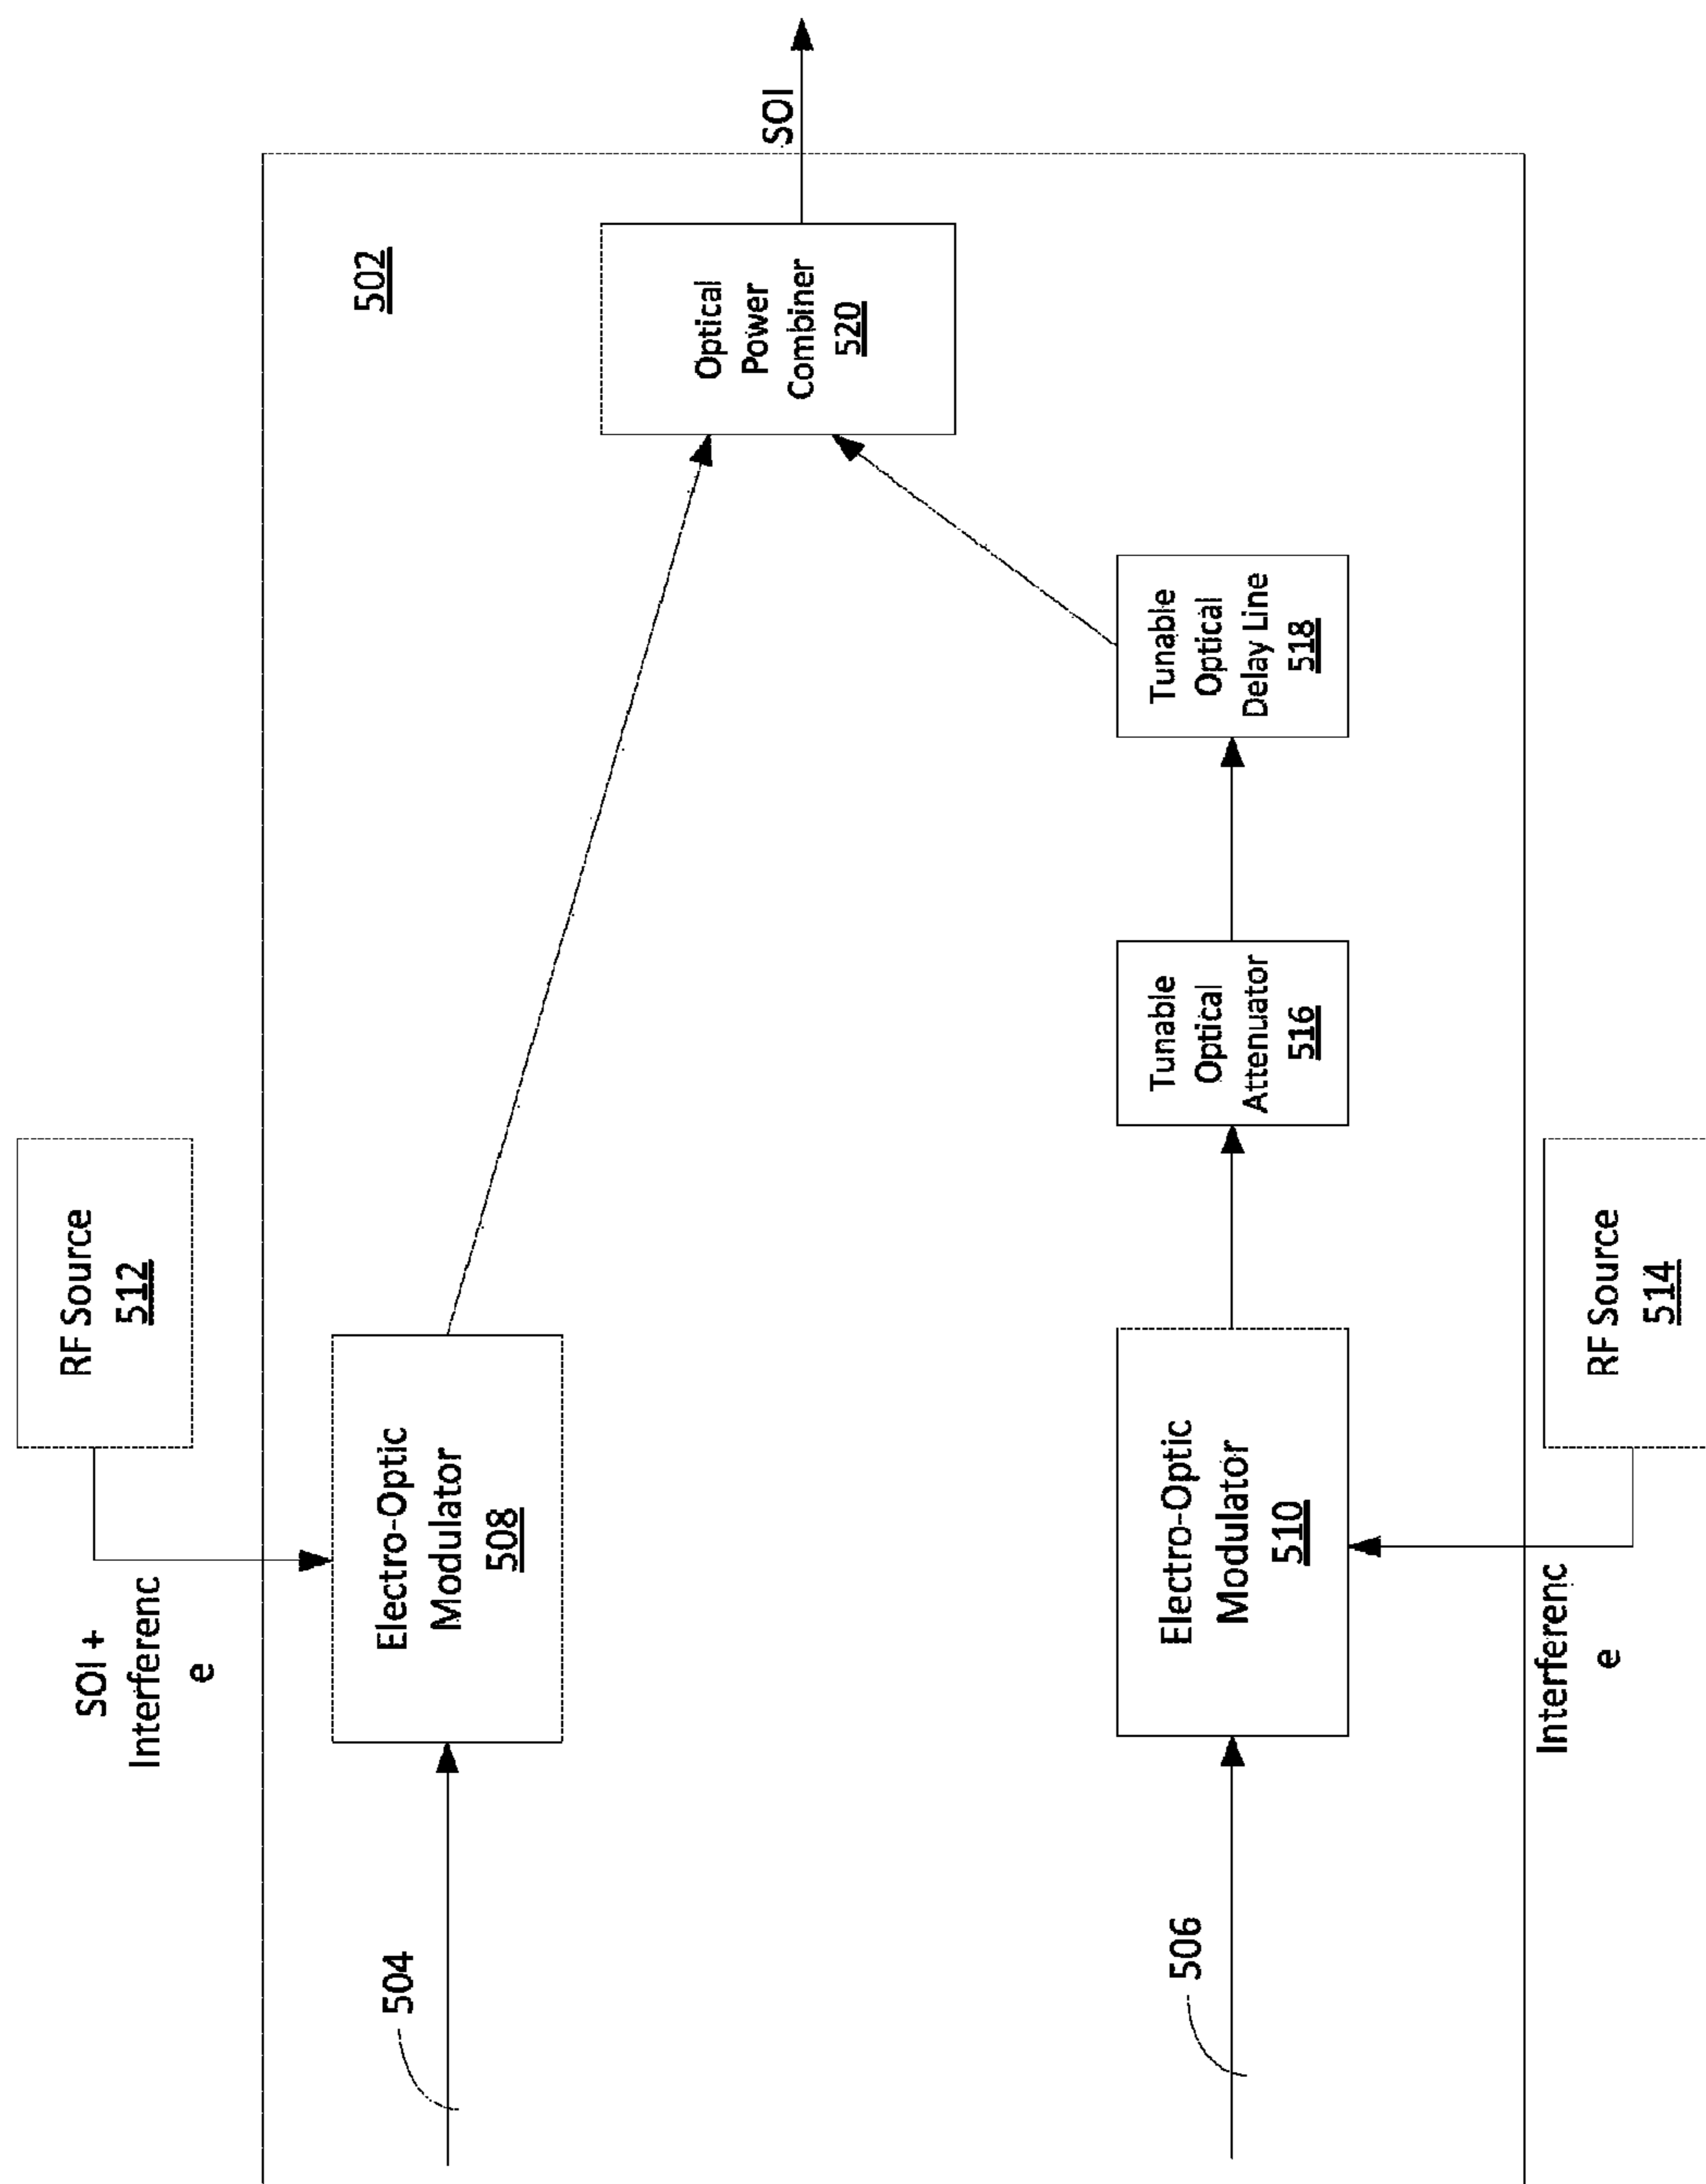 SOI +
Interferenc
e
RF Source
512
504
Electro-Optic
Modulator
508
502
Optical
Power
Combiner
520
SOI
506
Electro-Optic
Modulator
510
Tunable
Optical
Attenuator
516
Tunable
Optical
Delay Line
518
Interferenc
e
RF Source
514